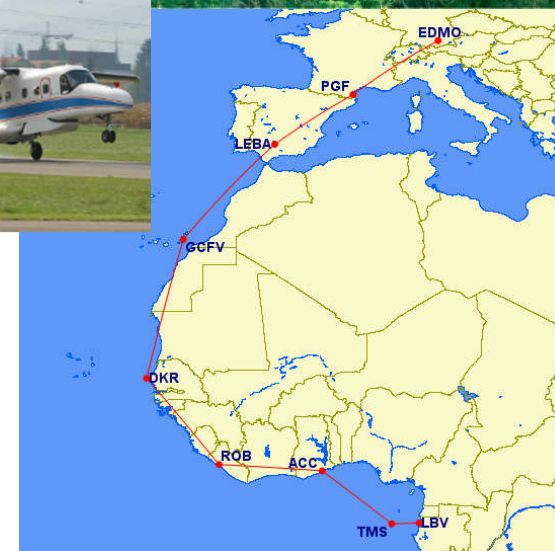 EDMO
PGF
LEBA
GCFV
DKR
ROB
ACC
TMS
LBV